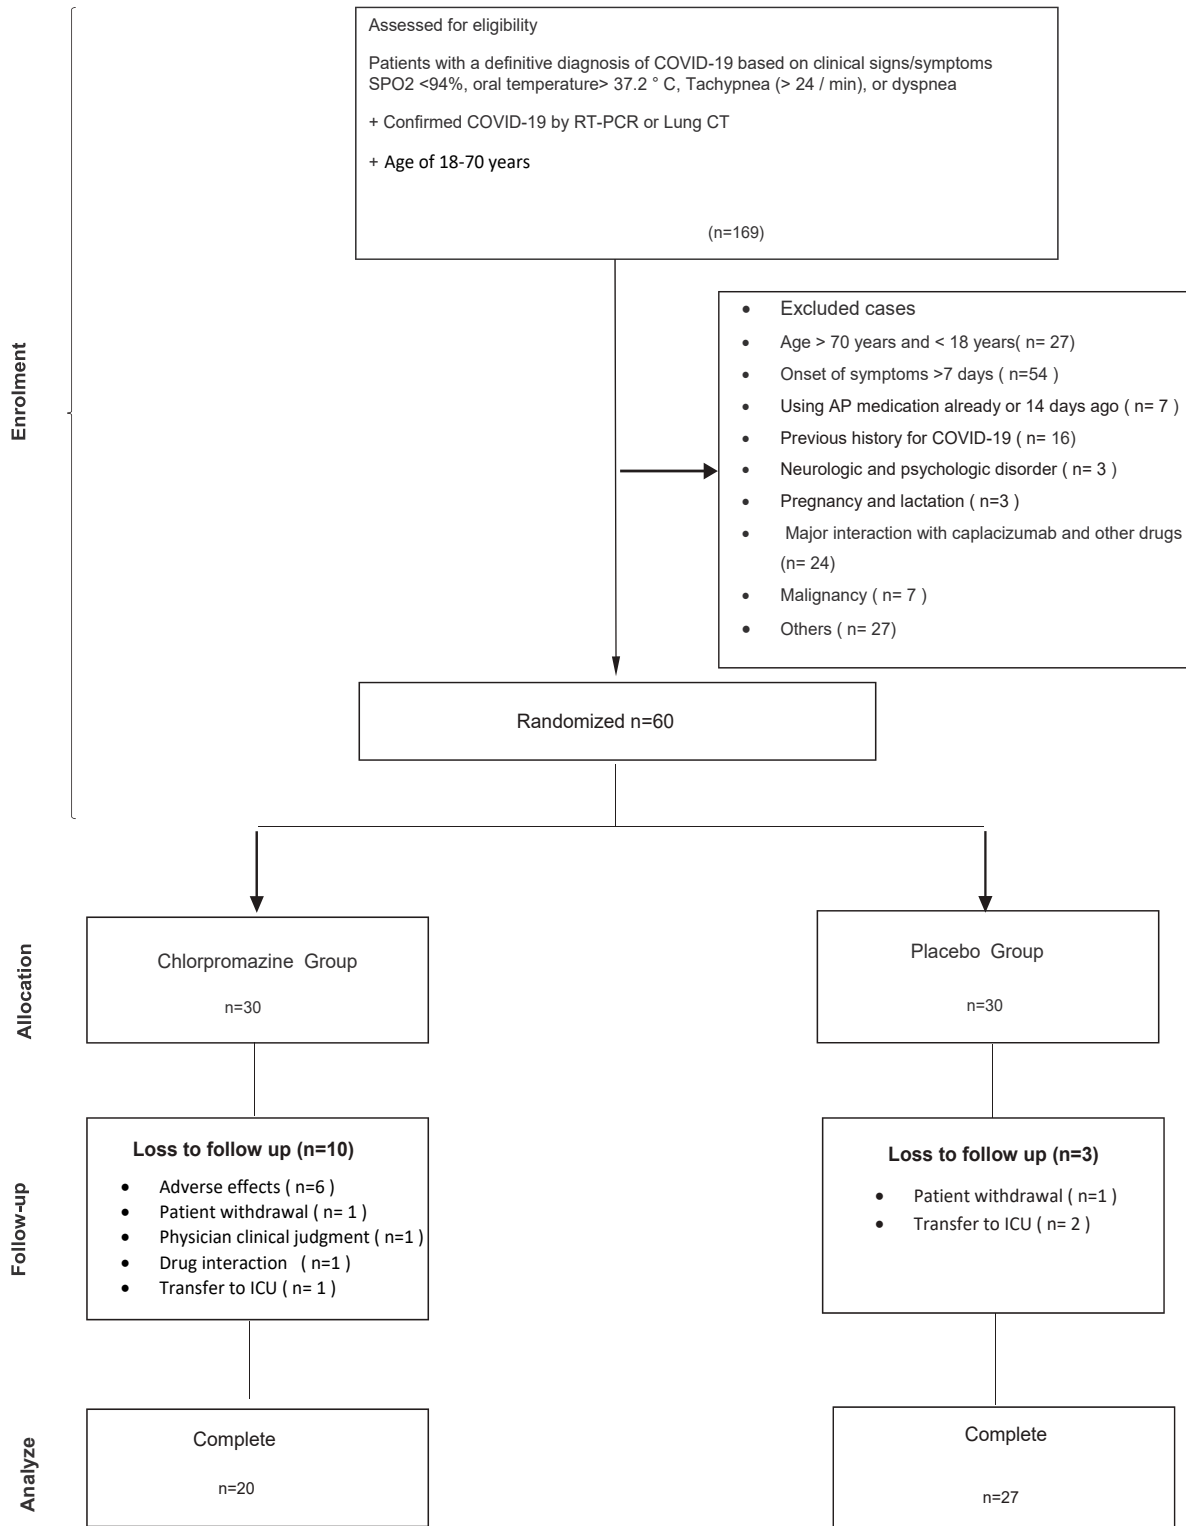 Enrolment
Assessed for eligibility
Patients with a definitive diagnosis of COVID-19 based on clinical signs/symptoms
SPO2 <94%, oral temperature> 37.2 ° C, Tachypnea (> 24 / min), or dyspnea
+ Confirmed COVID-19 by RT-PCR or Lung CT
+ Age of 18-70 years
(n=169)
• Excluded cases
• Age > 70 years and < 18 years( n= 27)
• Onset of symptoms >7 days ( n=54 )
• Using AP medication already or 14 days ago ( n= 7 )
• Previous history for COVID-19 ( n= 16)
• Neurologic and psychologic disorder ( n= 3 )
• Pregnancy and lactation ( n=3 )
• Major interaction with caplacizumab and other drugs
(n= 24)
• Malignancy ( n= 7 )
• Others ( n= 27)
Randomized n=60
Allocation
Chlorpromazine Group
n=30
Placebo Group
n=30
Follow-up
Loss to follow up (n=10)
• Adverse effects ( n=6 )
• Patient withdrawal ( n= 1 )
• Physician clinical judgment ( n=1 )
• Drug interaction ( n=1 )
• Transfer to ICU ( n= 1 )
Loss to follow up (n=3)
• Patient withdrawal ( n=1 )
• Transfer to ICU ( n= 2 )
Analyze
Complete
n=20
Complete
n=27